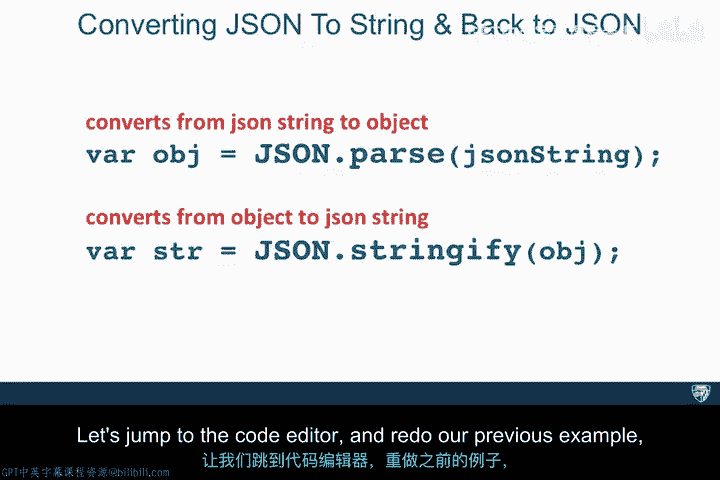 Converting JSON To String & Back to JSON
converts from json string to object
var obj = JSON.parse(jsonString);
converts from object to json string
var str = JSON.stringify(obj);
Let's jump to the code editor, and redo our previous example,
让我们跳到代码编辑器，重做之前的例子，
GPT中英字幕课程资源@bilibili.com